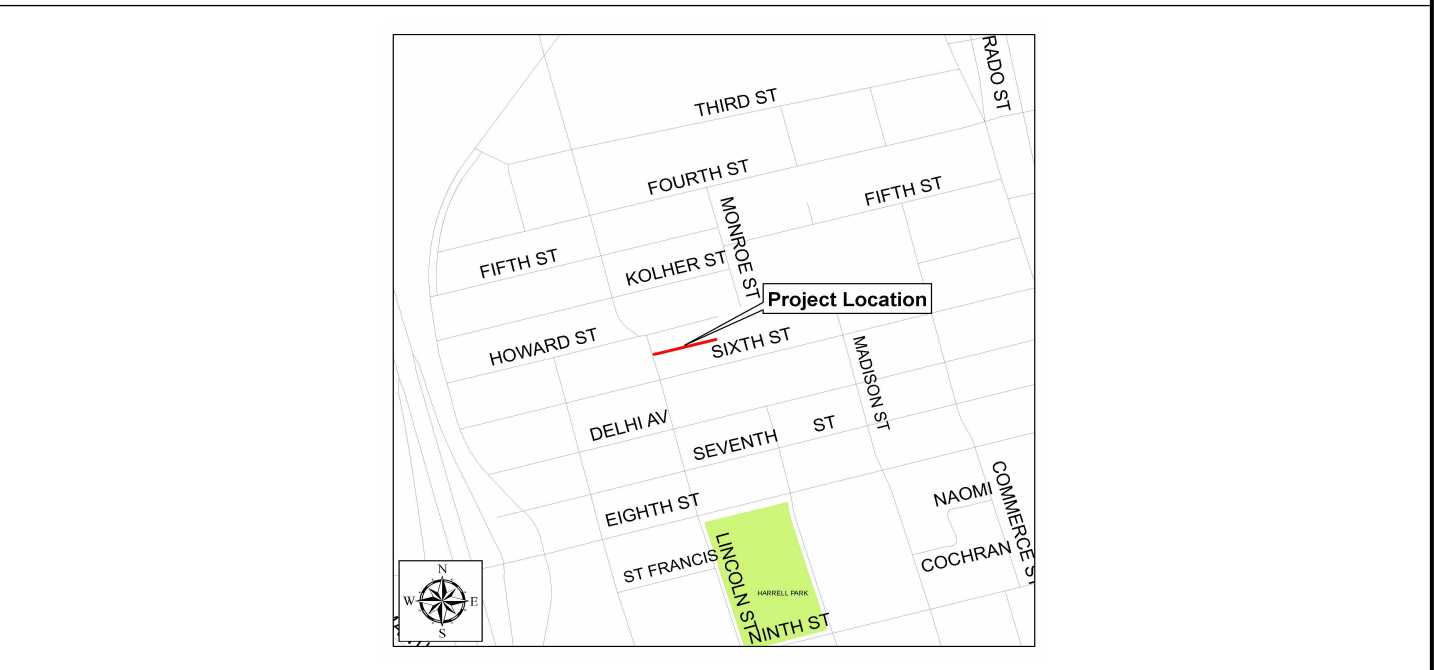 RADO ST
THIRD ST
FOURTH ST
FIFTH ST
MONROE ST
FIFTH ST
KOLHER ST
Project Location
HOWARD ST
SIXTH ST
MADISON ST
DELHI AV
SEVENTH ST
COMMERCE S
NAOMI
EIGHTH ST
LINCOLN ST
ST FRANCIS
COCHRAN
HARRELL PARK
NINTH ST
N
W E
S